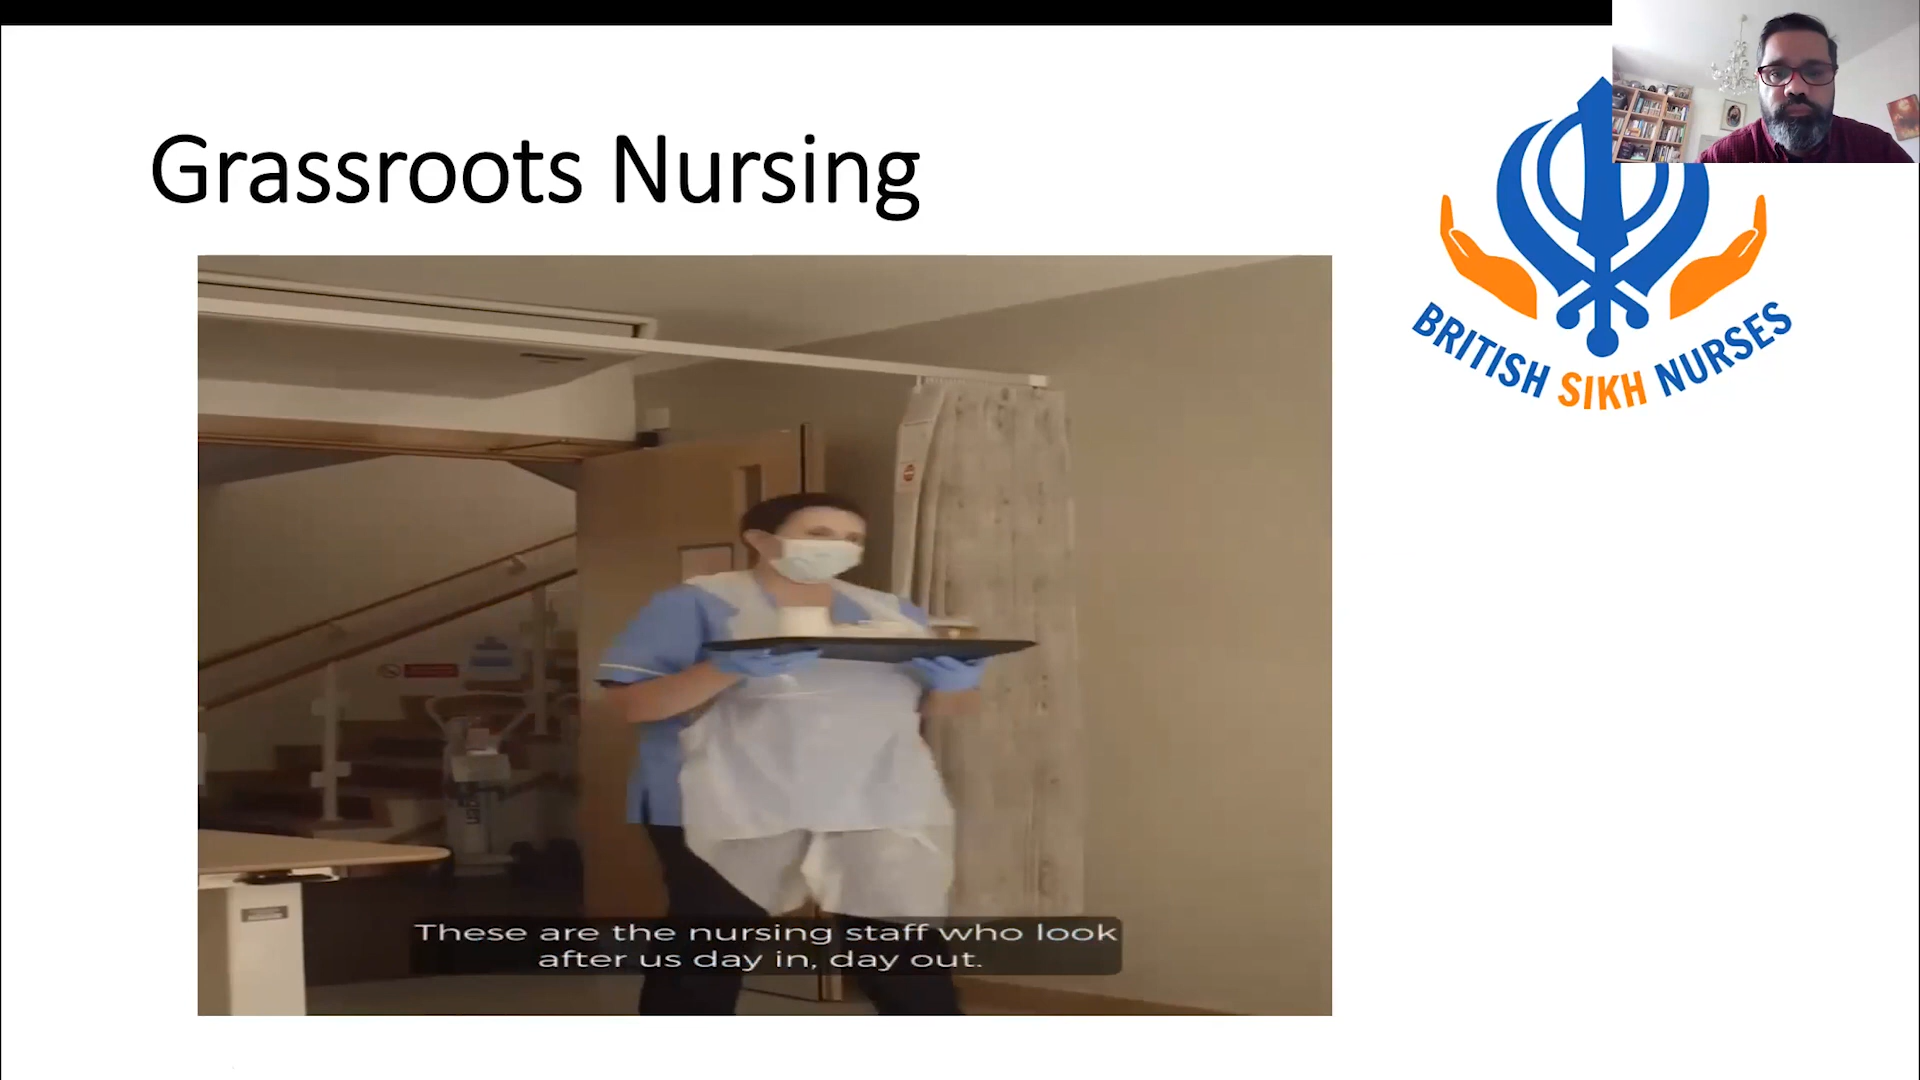 Grassroots Nursing
BRITISH SIKH NURSES
These are the nursing staff who look
after us day in, day out.